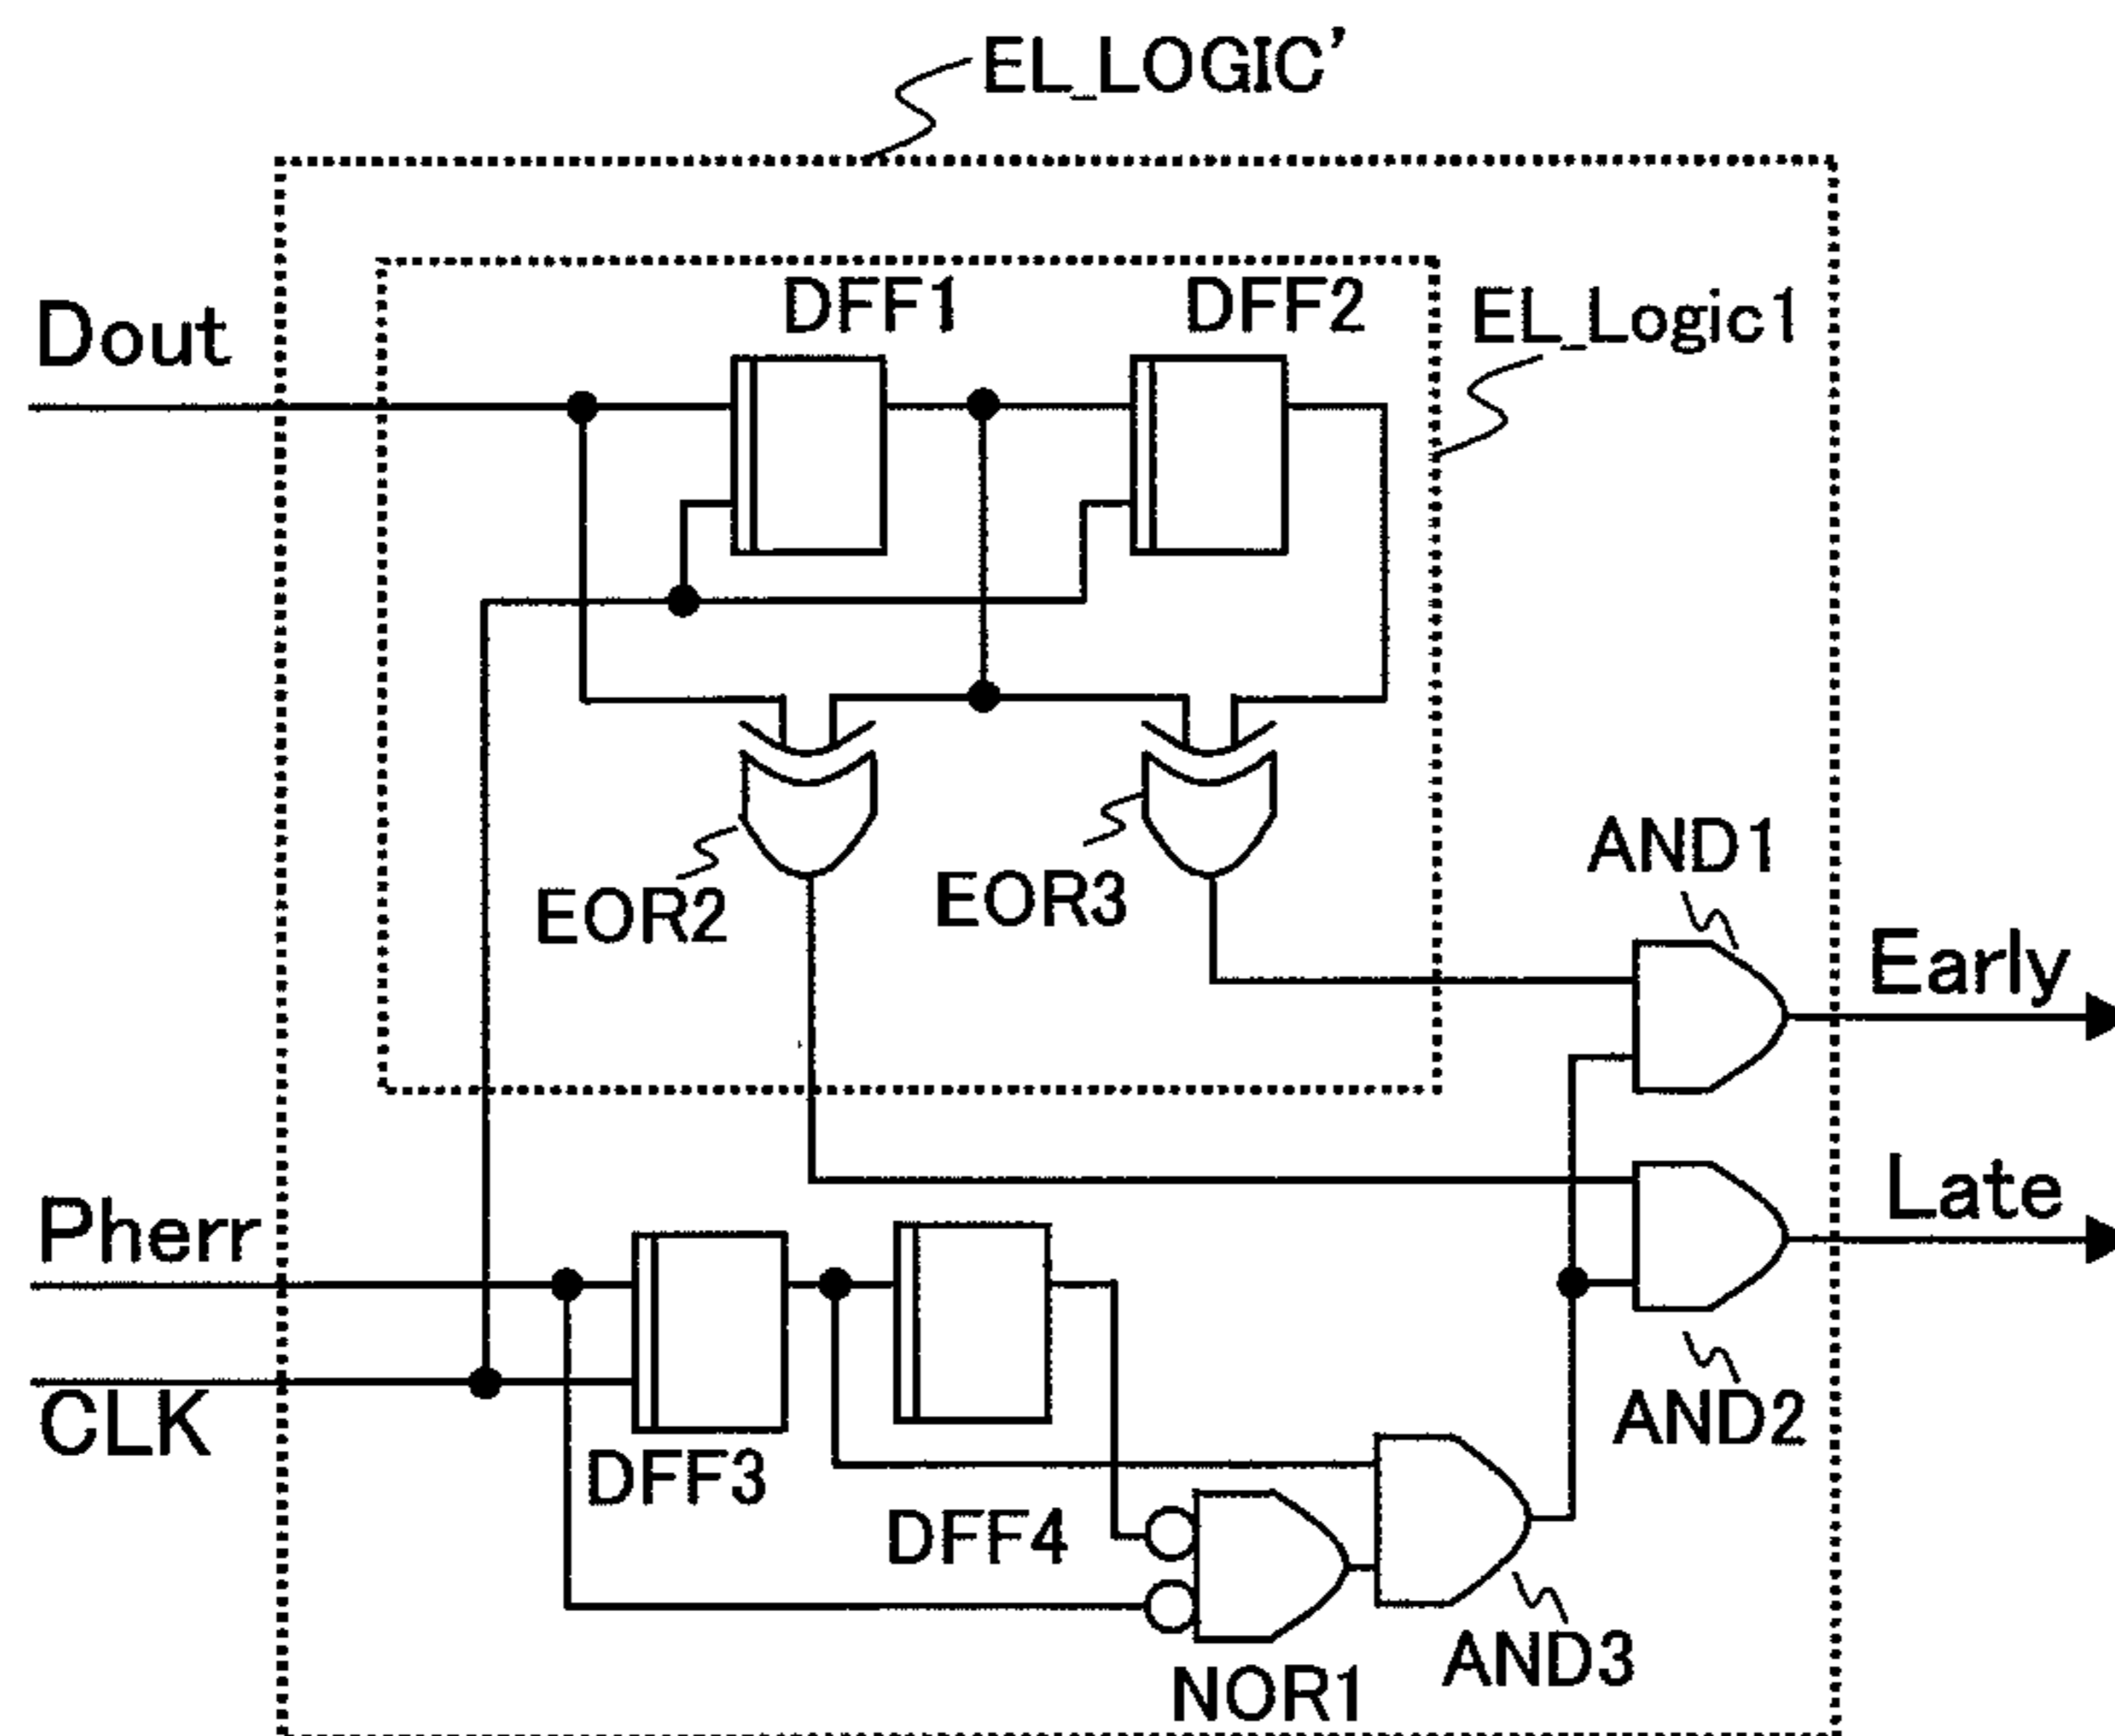 EL_LOGIC'
DFF1
DFF2
EL_Logic1
Dout
AND1
EOR2
EOR3
Early
Pherr
Late
CLK
DFF3
AND2
DFF4
AND3
NOR1